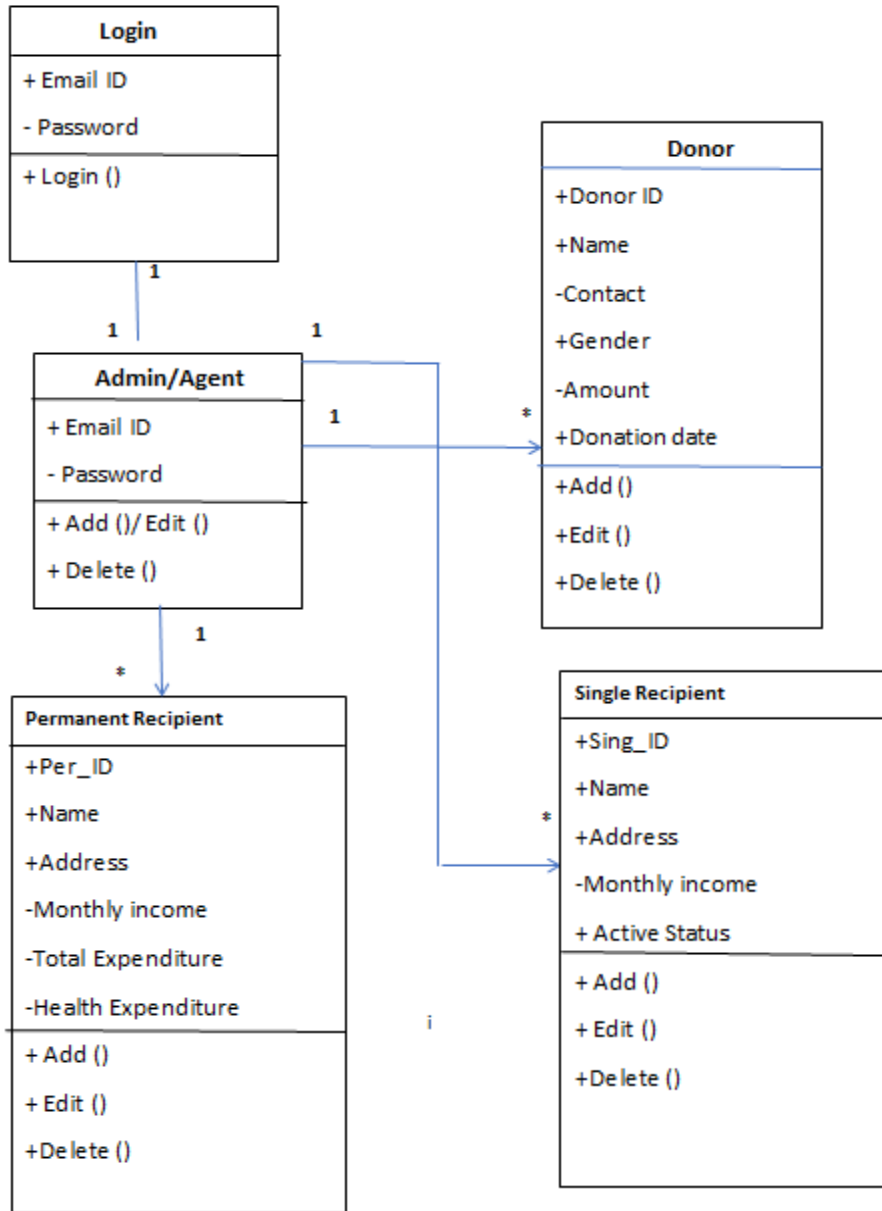 Login
+ Email ID
- Password
+ Login ()
1
1
1
Admin/Agent
+ Email ID
- Password
+ Add ()/ Edit ()
+ Delete ()
1
*
Donor
+Donor ID
+Name
-Contact
+Gender
-Amount
+Donation date
+Add ()
+Edit ()
+Delete ()
1
*
Permanent Recipient
+Per_ID
+Name
+Address
-Monthly income
-Total Expenditure
-Health Expenditure
+ Add ()
+ Edit ()
+Delete ()
i
*
Single Recipient
+Sing_ID
+Name
+Address
-Monthly income
+ Active Status
+ Add ()
+ Edit ()
+Delete ()